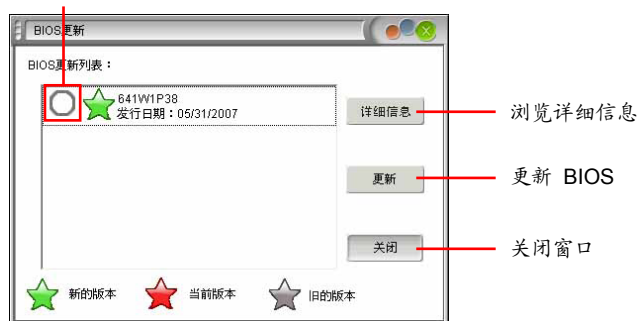 BIOS更新
BIOS更新列表：
641W1P38
发行日期：05/31/2007
详细信息
浏览详细信息
更新
更新 BIOS
关闭
关闭窗口
新的版本
当前版本
旧的版本